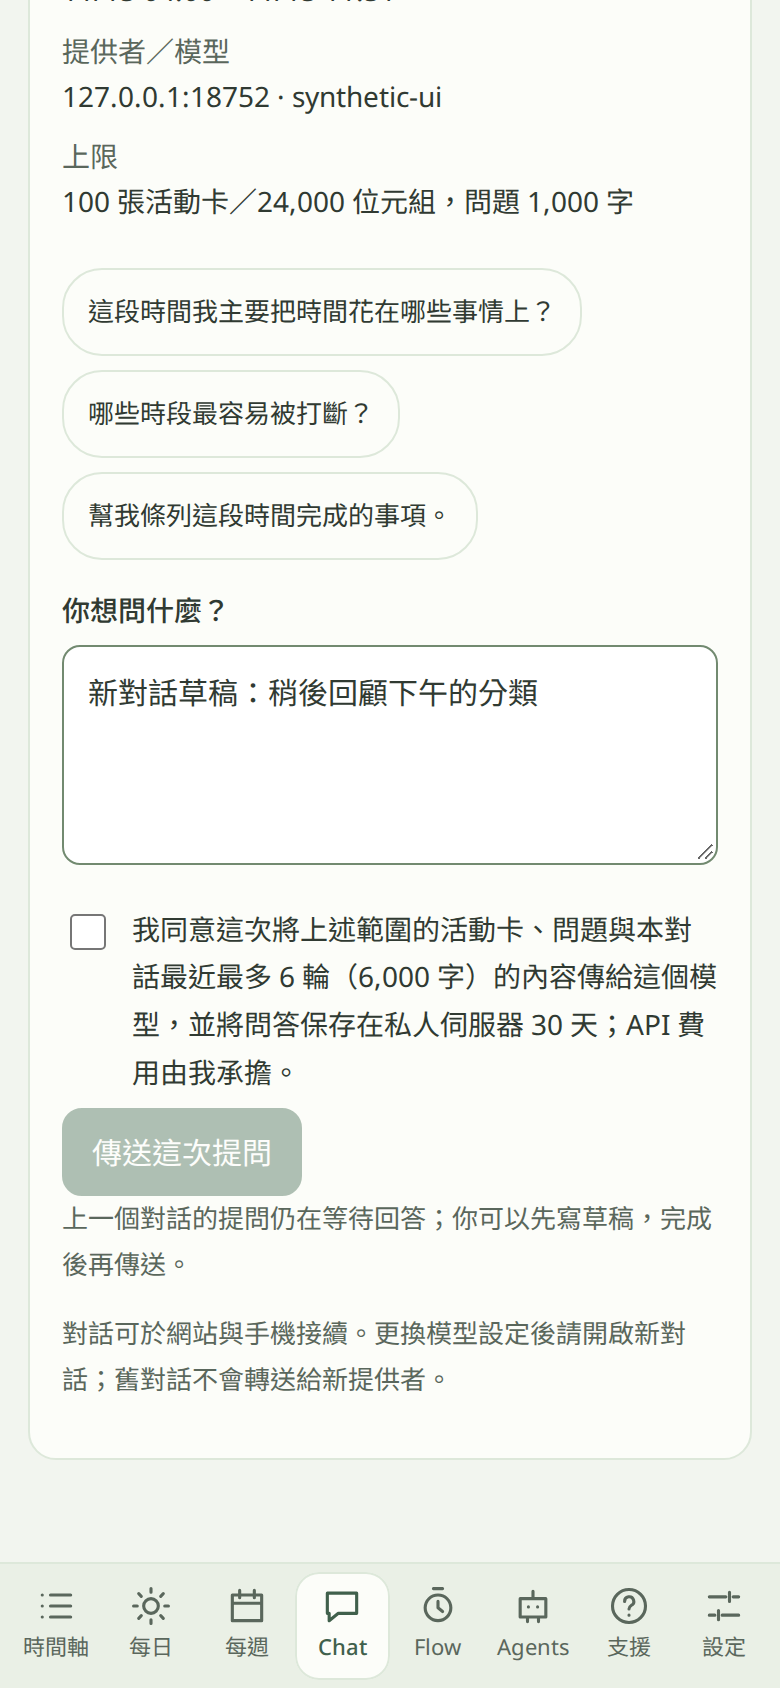 提供者／模型
127.0.0.1:18752 · synthetic-ui
上限
100 張活動卡／24,000 位元組，問題 1,000 字
這段時間我主要把時間花在哪些事情上？
哪些時段最容易被打斷？
幫我條列這段時間完成的事項。
你想問什麼？
新對話草稿：稍後回顧下午的分類
我同意這次將上述範圍的活動卡、問題與本對
話最近最多 6 輪（6,000 字）的內容傳給這個模
型，並將問答保存在私人伺服器 30 天；API 費
用由我承擔。
傳送這次提問
上一個對話的提問仍在等待回答；你可以先寫草稿，完成
後再傳送。
對話可於網站與手機接續。更換模型設定後請開啟新對
話；舊對話不會轉送給新提供者。
時間軸
每日
每週
Chat
Flow
Agents
支援
設定